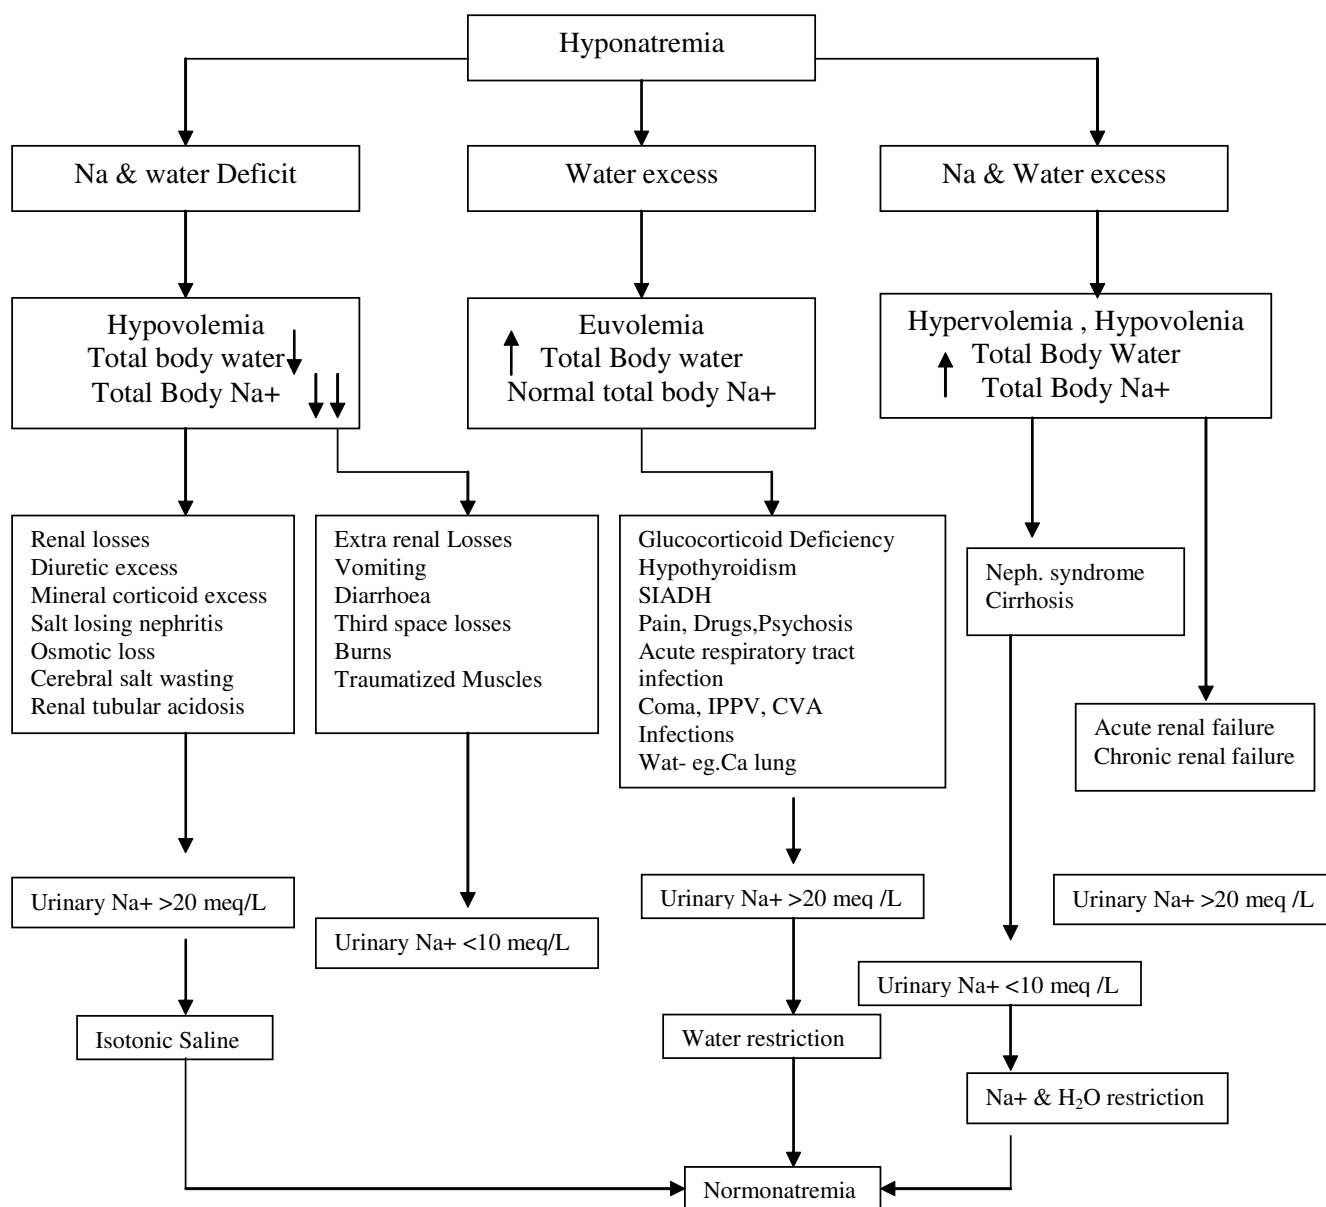 Hyponatremia
Na & water Deficit
Water excess
Na & Water excess
Hypovolemia
Total body water
Total Body Na+
Euvolemia
Total Body water
Normal total body Na+
Hypervolemia , Hypovolenia
Total Body Water
Total Body Na+
Renal losses
Diuretic excess
Mineral corticoid excess
Salt losing nephritis
Osmotic loss
Cerebral salt wasting
Renal tubular acidosis
Extra renal Losses
Vomiting
Diarrhoea
Third space losses
Burns
Traumatized Muscles
Glucocorticoid Deficiency
Hypothyroidism
SIADH
Pain, Drugs,Psychosis
Acute respiratory tract
infection
Coma, IPPV, CVA
Infections
Wat- eg.Ca lung
Neph. syndrome
Cirrhosis
Acute renal failure
Chronic renal failure
Urinary Na+ >20 meq/L
Urinary Na+ <10 meq/L
Urinary Na+ >20 meq /L
Urinary Na+ <10 meq /L
Urinary Na+ >20 meq/L
Isotonic Saline
Water restriction
Na+ & H₂O restriction
Normonatremia